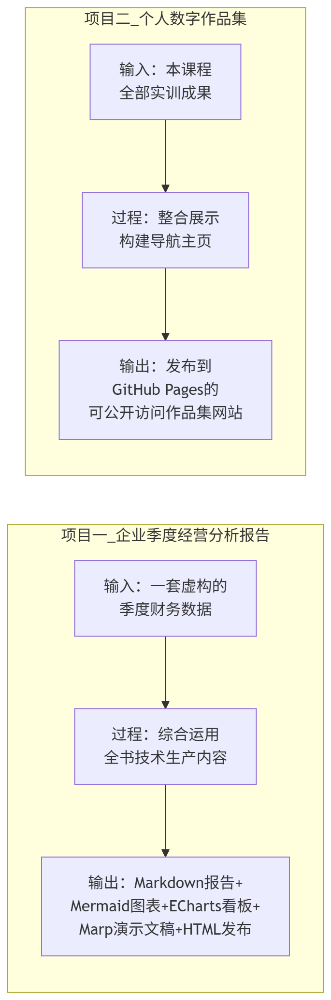 项目二_个人数字作品集
输入：本课程
全部实训成果
过程：整合展示
构建导航主页
输出：发布到
GitHub Pages的
可公开访问作品集网站
项目一_企业季度经营分析报告
输入：一套虚构的
季度财务数据
过程：综合运用
全书技术生产内容
输出：Markdown报告+
Mermaid图表+ECharts看板+
Marp演示文稿+HTML发布